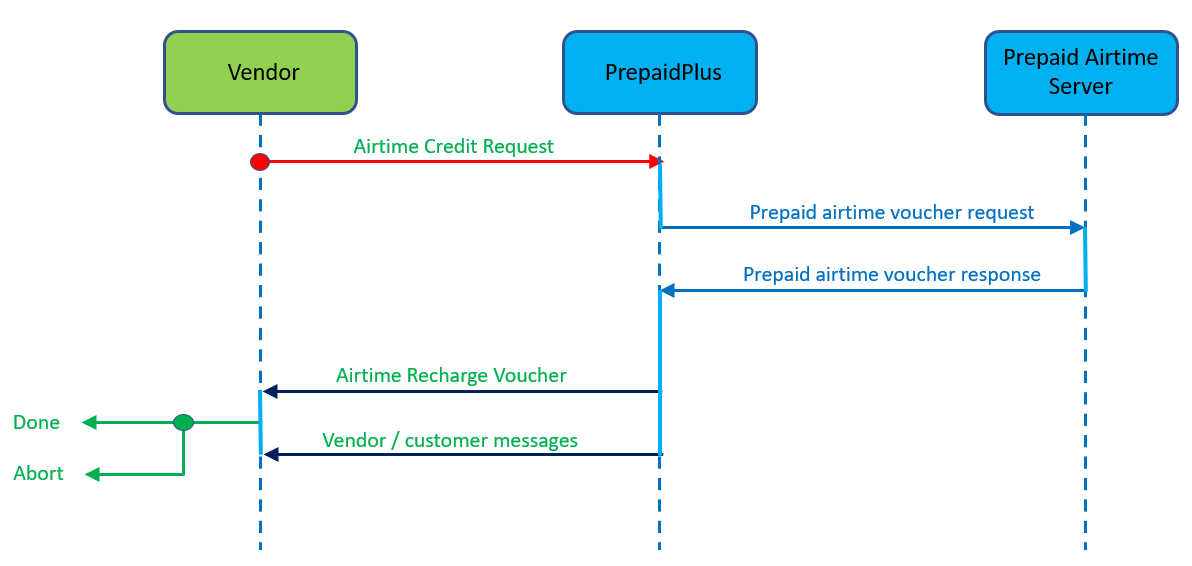 Vendor
PrepaidPlus
Prepaid Airtime
Server
Airtime Credit Request
Prepaid airtime voucher request
Prepaid airtime voucher response
Airtime Recharge Voucher
Done
Vendor / customer messages
Abort